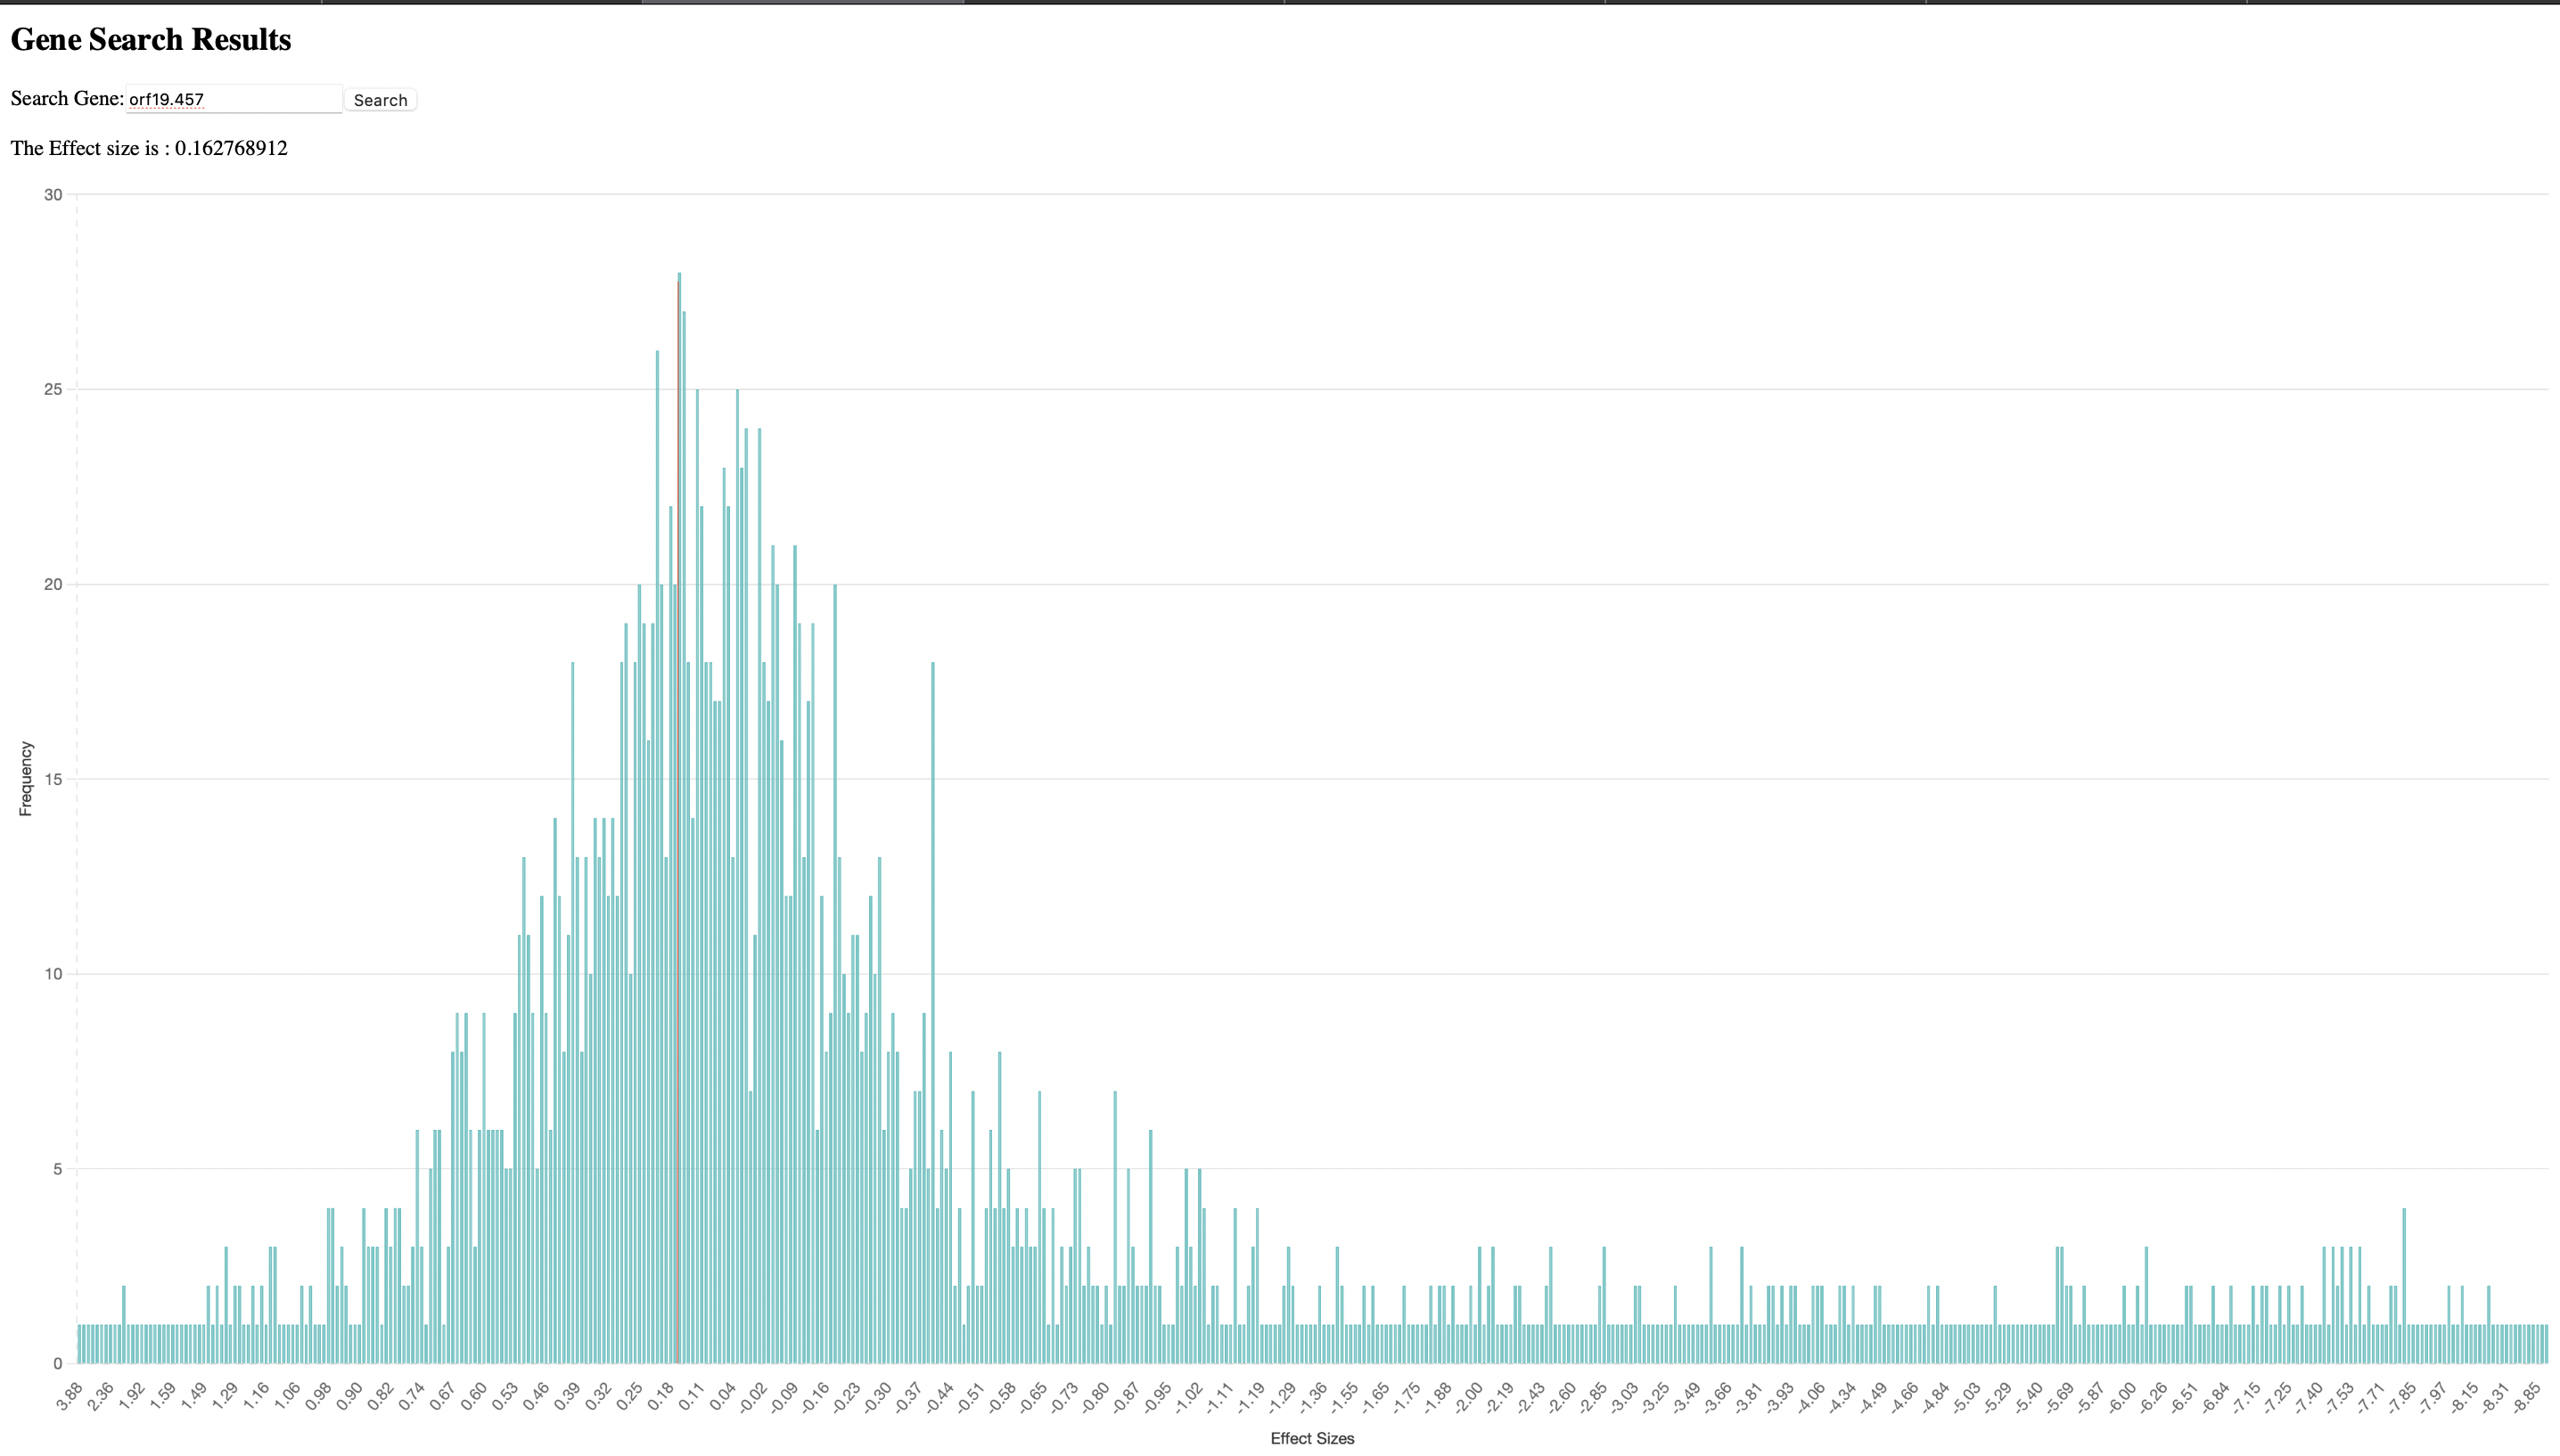 Gene Search Results
Search Gene: orf19.457 Search
The Effect size is : 0.162768912
30
25
20
15
10
5
0
Frequency
3.88 2.36 1.92 1.59 1.49 1.29 1.16 1.06 0.98 0.90 0.82 0.74 0.67 0.60 0.53 0.46 0.39 0.32 0.25 0.18 0.11 0.04 -0.02 -0.09 -0.16 -0.23 -0.30 -0.37 -0.44 -0.51 -0.58 -0.65 -0.73 -0.80 -0.87 -0.95 -1.02 -1.11 -1.19 -1.29 -1.36 -1.55 -1.65 -1.75 -1.88 -2.00 -2.19 -2.43 -2.60 -2.85 -3.03 -3.25 -3.49 -3.66 -3.81 -3.93 -4.06 -4.34 -4.49 -4.66 -4.84 -5.03 -5.29 -5.40 -5.69 -5.87 -6.00 -6.26 -6.51 -6.84 -7.15 -7.25 -7.40 -7.53 -7.71 -7.85 -7.97 -8.15 -8.31 -8.85
Effect Sizes